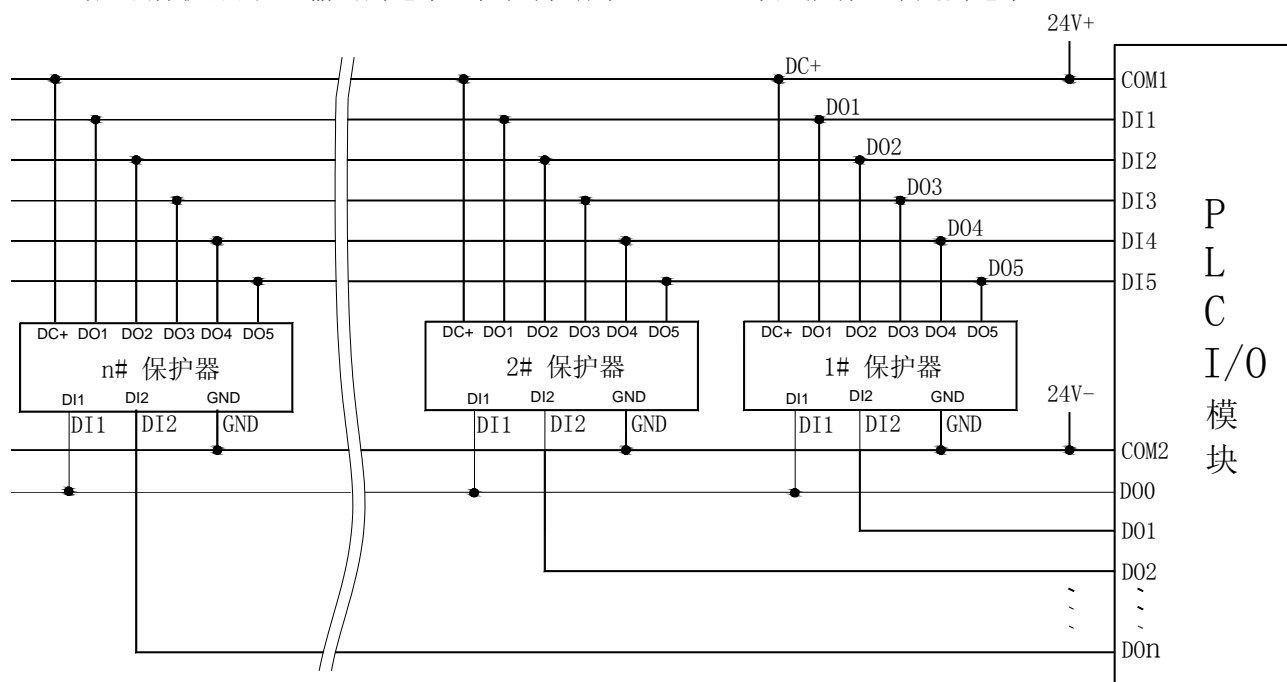 24V+
DC+
COM1
DO1
DI1
DO2
DI2
DO3
DI3
DO4
DI4
DO5
DI5
DC+ DO1 DO2 DO3 DO4 DO5
n# 保护器
DI1 DI2 GND
DI1 DI2 GND
DC+ DO1 DO2 DO3 DO4 DO5
2# 保护器
DI1 DI2 GND
DI1 DI2 GND
DC+ DO1 DO2 DO3 DO4 DO5
1# 保护器
DI1 DI2 GND
DI1 DI2 GND
24V-
COM2
DO0
DO1
DO2
DOn
P
L
C
I/O
模
块